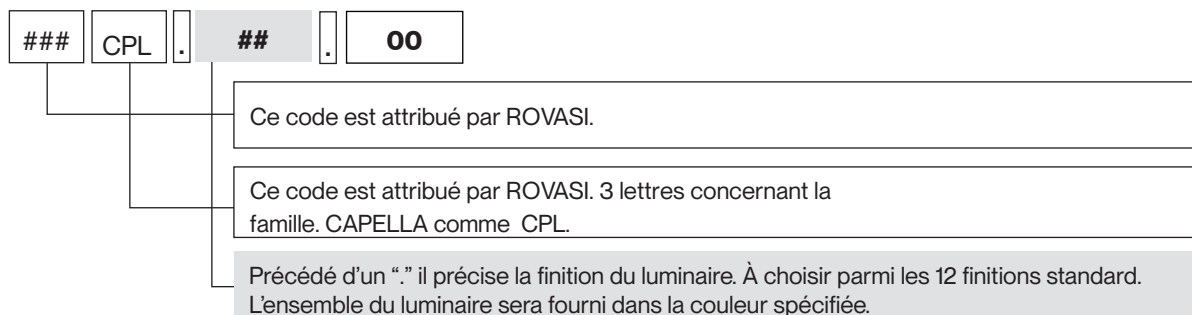 ### CPL . ## . 00
Ce code est attribué par ROVASI.
Ce code est attribué par ROVASI. 3 lettres concernant la
famille. CAPELLA comme CPL.
Précédé d’un “.” il précise la finition du luminaire. À choisir parmi les 12 finitions standard.
L’ensemble du luminaire sera fourni dans la couleur spécifiée.